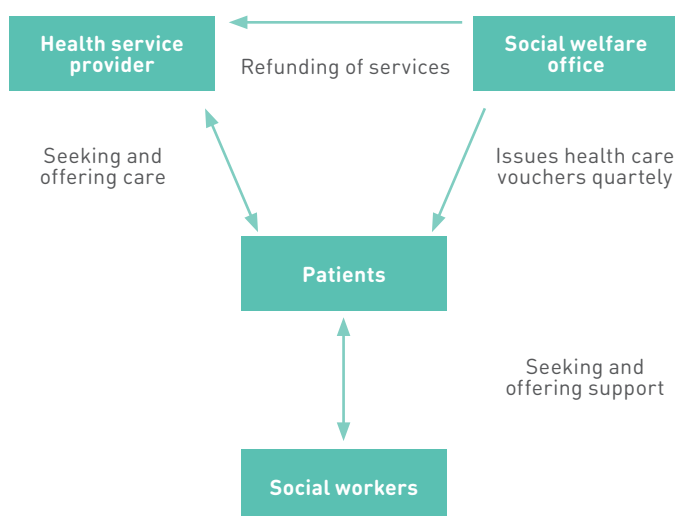 Health service
provider
Social welfare
office
Refunding of services
Seeking and
offering care
Issues health care
vouchers quartely
Patients
Seeking and
offering support
Social workers